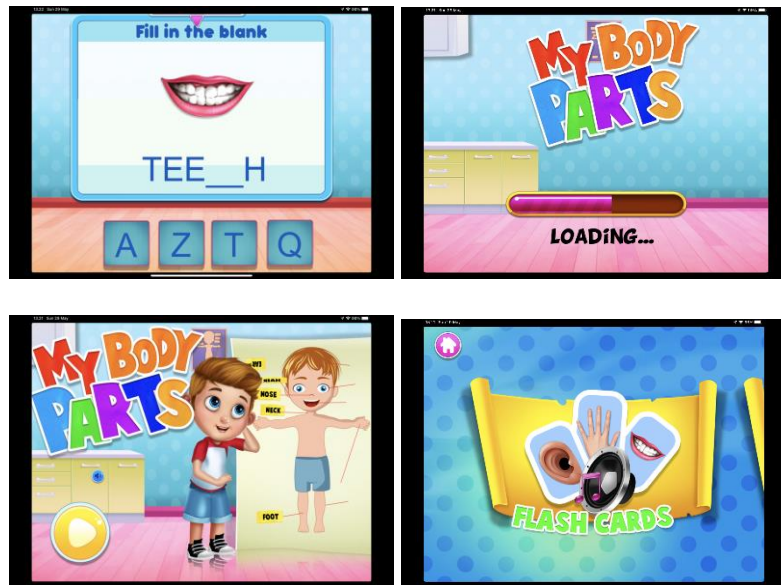 Fill in the blank
TEE__H
A Z T Q
MY BODY
PARTS
LOADING...
MY BODY
PARTS
NOSE
NECK
FOOT
FLASH CARDS